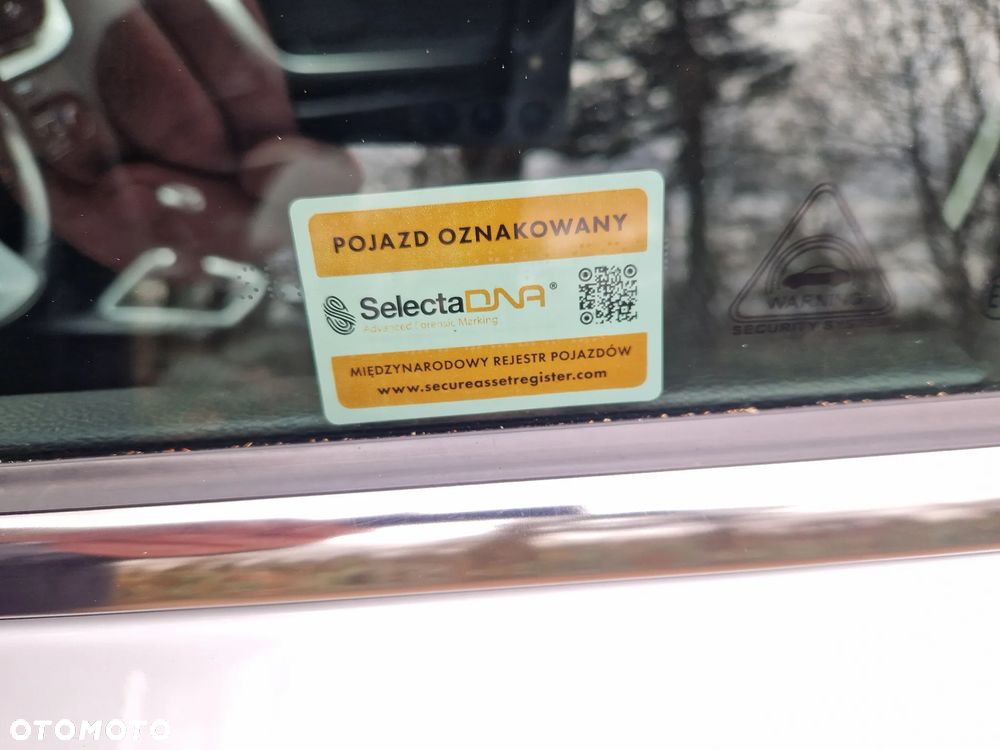 POJAZD OZNAKOWANY
SelectaDNA®
Advanced Forensic Marking
MIĘDZYNARODOWY REJESTR POJAZDÓW
www.secureassetregister.com
WARNING
SECURITY SYSTEM
OTOMOTO